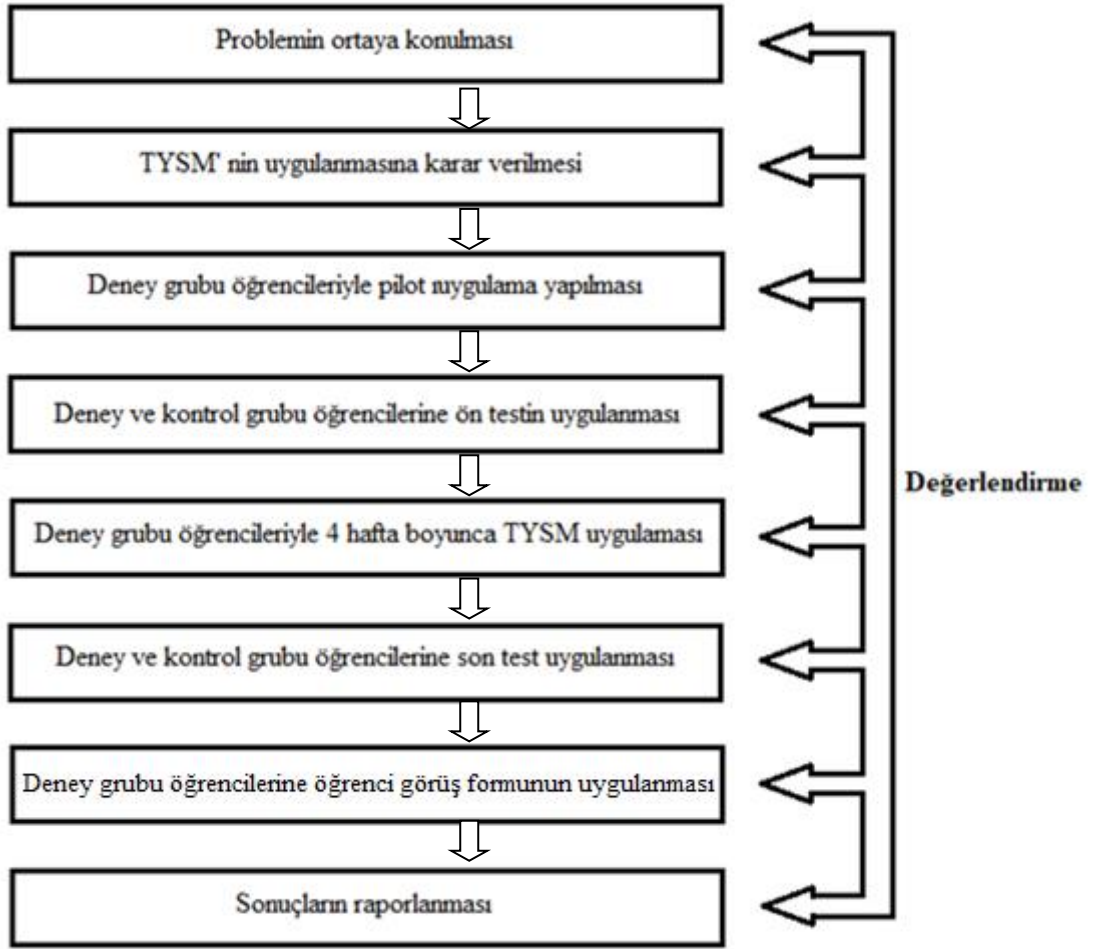 Problemin ortaya konulması
TYSM' nin uygulanmasına karar verilmesi
Deney grubu öğrencileriyle pilot nuygulama yapılması
Deney ve kontrol grubu öğrencilerine ön testin uygulanması
Değerlendirme
Deney grubu öğrencileriyle 4 hafta boyunca TYSM uygulaması
Deney ve kontrol grubu öğrencilerine son test uygulanması
Deney grubu öğrencilerine öğrenci görüş formunun uygulanması
Sonuçların raporlanması